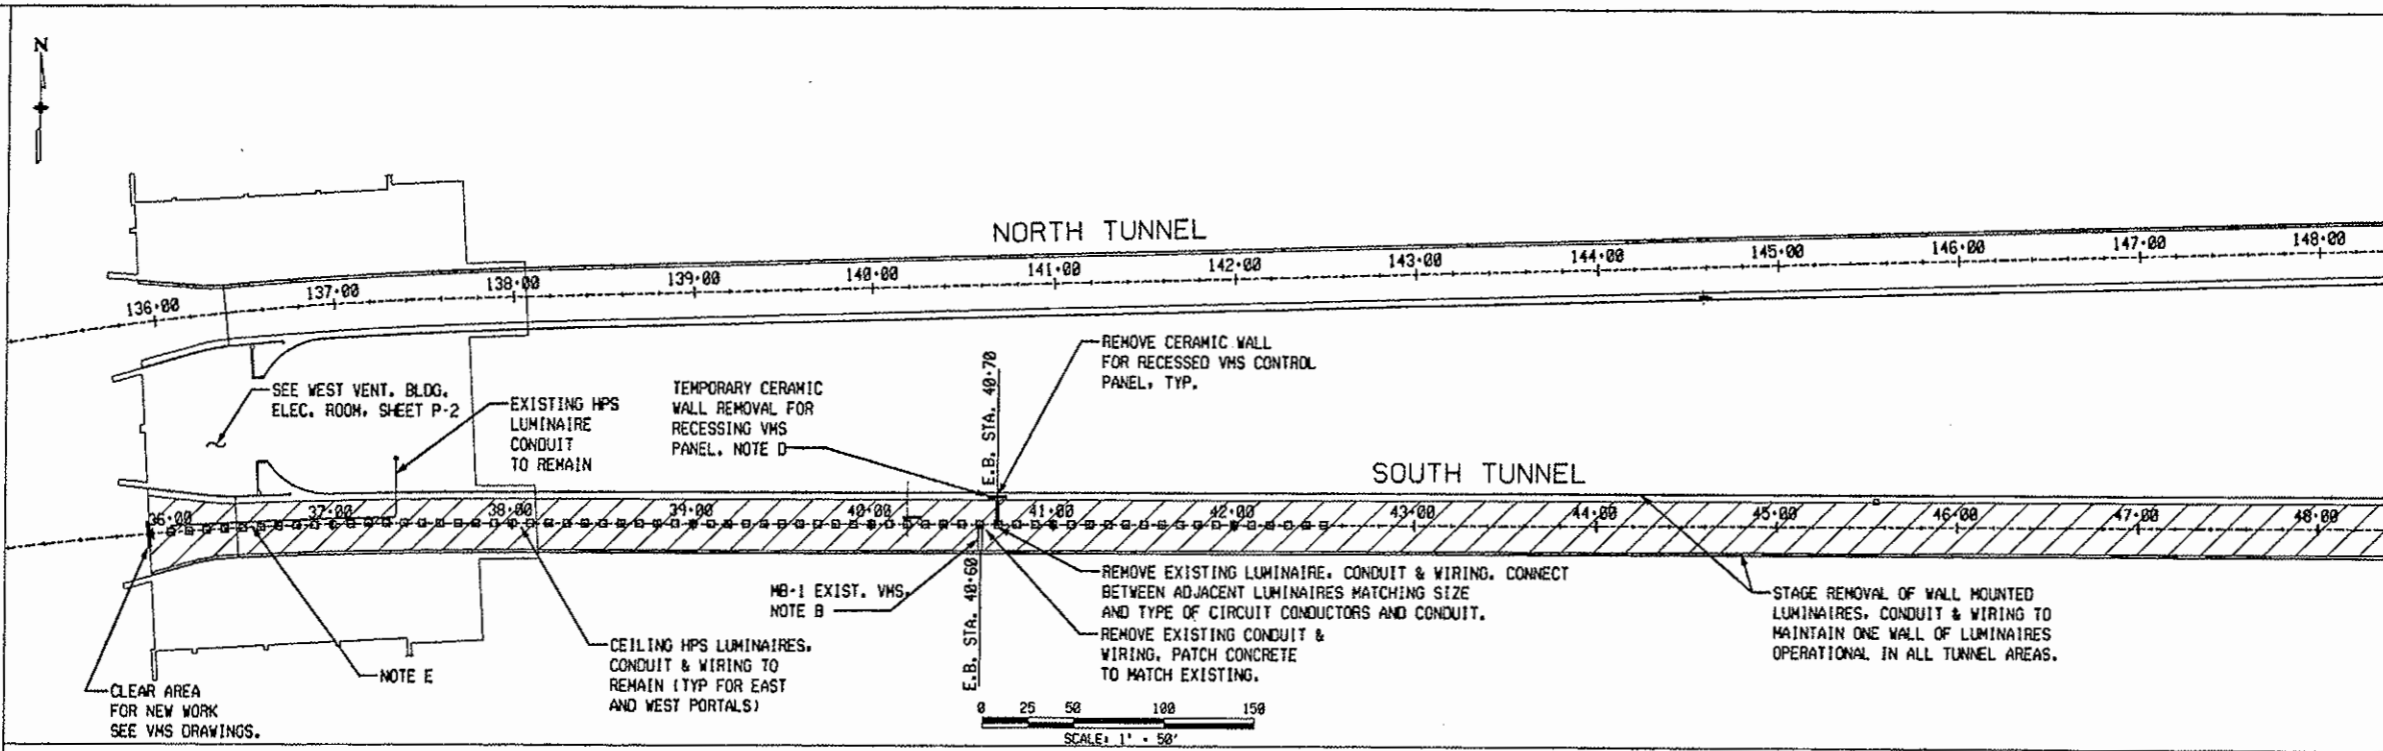 N
NORTH TUNNEL
136+00
137+00
138+00
139+00
140+00
141+00
142+00
143+00
144+00
145+00
146+00
147+00
148+00
SEE WEST VENT. BLDG.
ELEC. ROOM, SHEET P-2
EXISTING HPS
LUMINAIRE
CONDUIT
TO REMAIN
TEMPORARY CERAMIC
WALL REMOVAL FOR
RECESSING VMS
PANEL. NOTE D
E.B. STA. 40+70
REMOVE CERAMIC WALL
FOR RECESSED VMS CONTROL
PANEL, TYP.
SOUTH TUNNEL
36+00
37+00
38+00
39+00
40+00
41+00
42+00
43+00
44+00
45+00
46+00
47+00
48+00
CLEAR AREA
FOR NEW WORK
SEE VMS DRAWINGS.
NOTE E
CEILING HPS LUMINAIRES,
CONDUIT & WIRING TO
REMAIN (TYP FOR EAST
AND WEST PORTALS)
MB-1 EXIST. VMS.
NOTE B
E.B. STA. 40+60
REMOVE EXISTING LUMINAIRE, CONDUIT & WIRING. CONNECT
BETWEEN ADJACENT LUMINAIRES MATCHING SIZE
AND TYPE OF CIRCUIT CONDUCTORS AND CONDUIT.
REMOVE EXISTING CONDUIT &
WIRING. PATCH CONCRETE
TO MATCH EXISTING.
STAGE REMOVAL OF WALL MOUNTED
LUMINAIRES, CONDUIT & WIRING TO
MAINTAIN ONE WALL OF LUMINAIRES
OPERATIONAL IN ALL TUNNEL AREAS.
0 25 50 100 150
SCALE: 1" = 50'